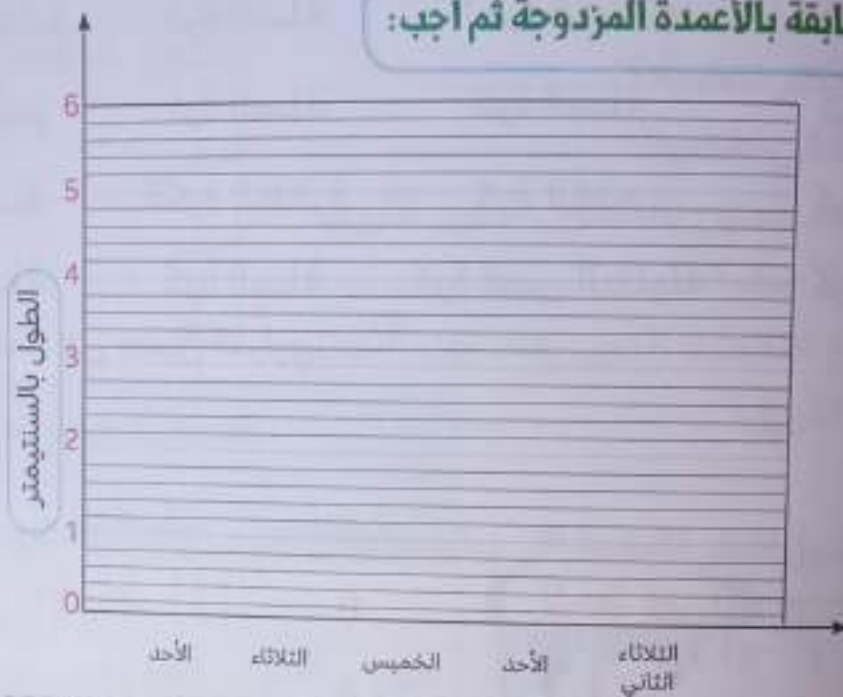 بالأعمدة المزدوجة ثم أجب:
6
5
4
3
2
1
0
الطول بالسنتيمتر
الأحد الثلاثاء الخميس الأحد الثلاثاء
الثاني